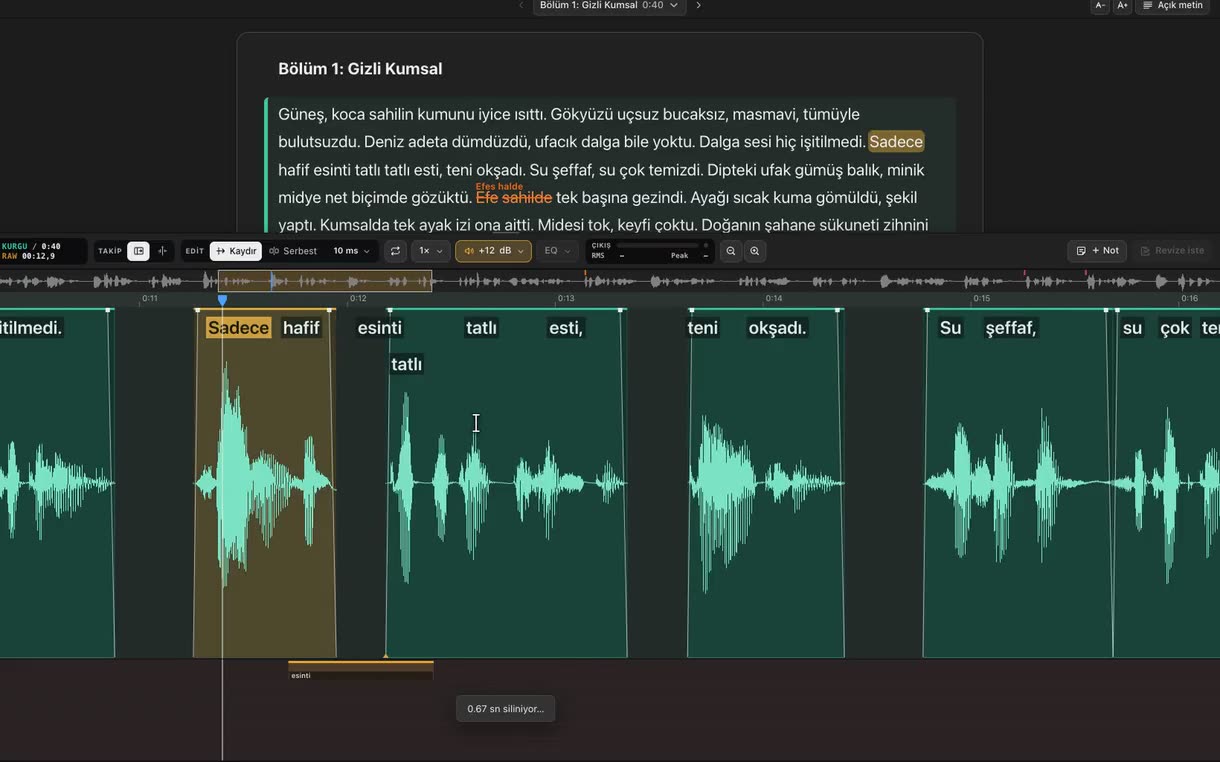 Bölüm 1: Gizli Kumsal 0:40
A- A+ Açık metin
Bölüm 1: Gizli Kumsal
Güneş, koca sahilin kumunu iyice ısıttı. Gökyüzü uçsuz bucaksız, masmavi, tümüyle
bulutsuzdu. Deniz adeta dümdüzdü, ufacık dalga bile yoktu. Dalga sesi hiç işitilmedi. Sadece
hafif esinti tatlı tatlı esti, teni okşadı. Su şeffaf, su çok temizdi. Dipteki ufak gümüş balık, minik
Efes halde
midye net biçimde gözüktü. Efe sahilde tek başına gezindi. Ayağı sıcak kuma gömüldü, şekil
yaptı. Kumsalda tek ayak izi ona aitti. Midesi tok, keyfi çoktu. Doğanın şahane sükuneti zihnini
KURGU / 0:40
RAW 00:12,9
TAKİP EDİT Kaydır Serbest 10 ms 1× +12 dB EQ
ÇIKIŞ
RMS – Peak –
+ Not Revize iste
0:11 0:12 0:13 0:14 0:15 0:16
itilmedi. Sadece hafif esinti tatlı esti, teni okşadı. Su şeffaf, su çok
tatlı
esinti
0.67 sn siliniyor...